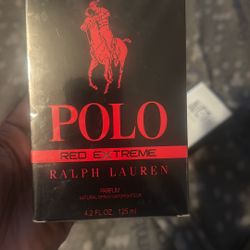 POLO
RED EXTREME
RALPH LAUREN
PARFUM
NATURAL SPRAY VAPORISATEUR
4.2 FL. OZ. 125 ml